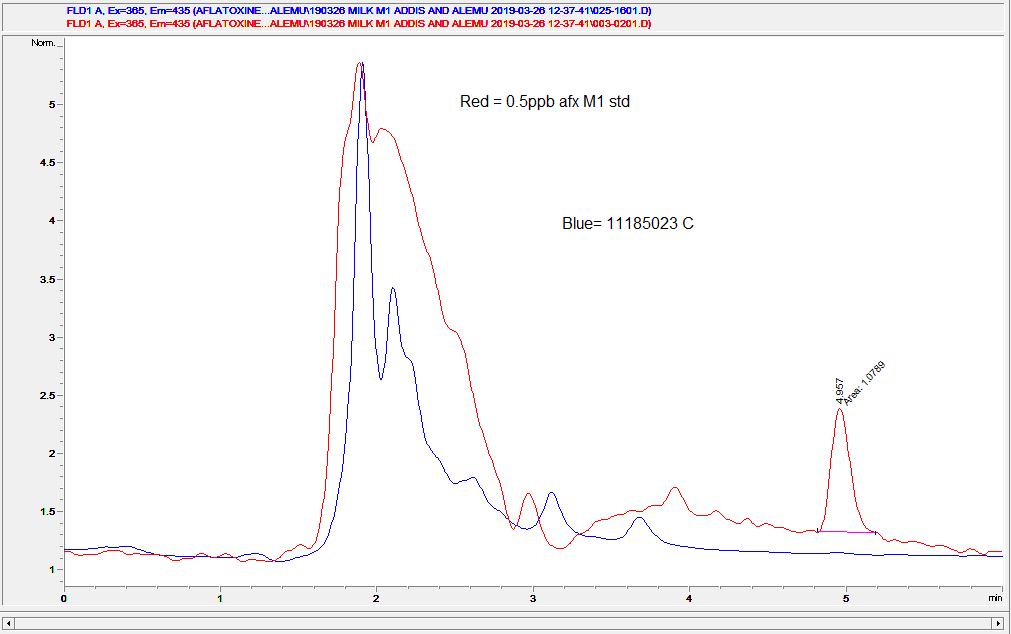 FLD1 A, Ex=365, Em=435 (AFLATOXINE...ALEMU\190326 MILK M1 ADDIS AND ALEMU 2019-03-26 12-37-41\025-1601.D)
FLD1 A, Ex=365, Em=435 (AFLATOXINE...ALEMU\190326 MILK M1 ADDIS AND ALEMU 2019-03-26 12-37-41\003-0201.D)
Norm.
Red = 0.5ppb afx M1 std
5
4.5
Blue= 11185023 C
4
3.5
3
4.957
Area: 1.0789
2.5
2
1.5
1
0 1 2 3 4 5 min